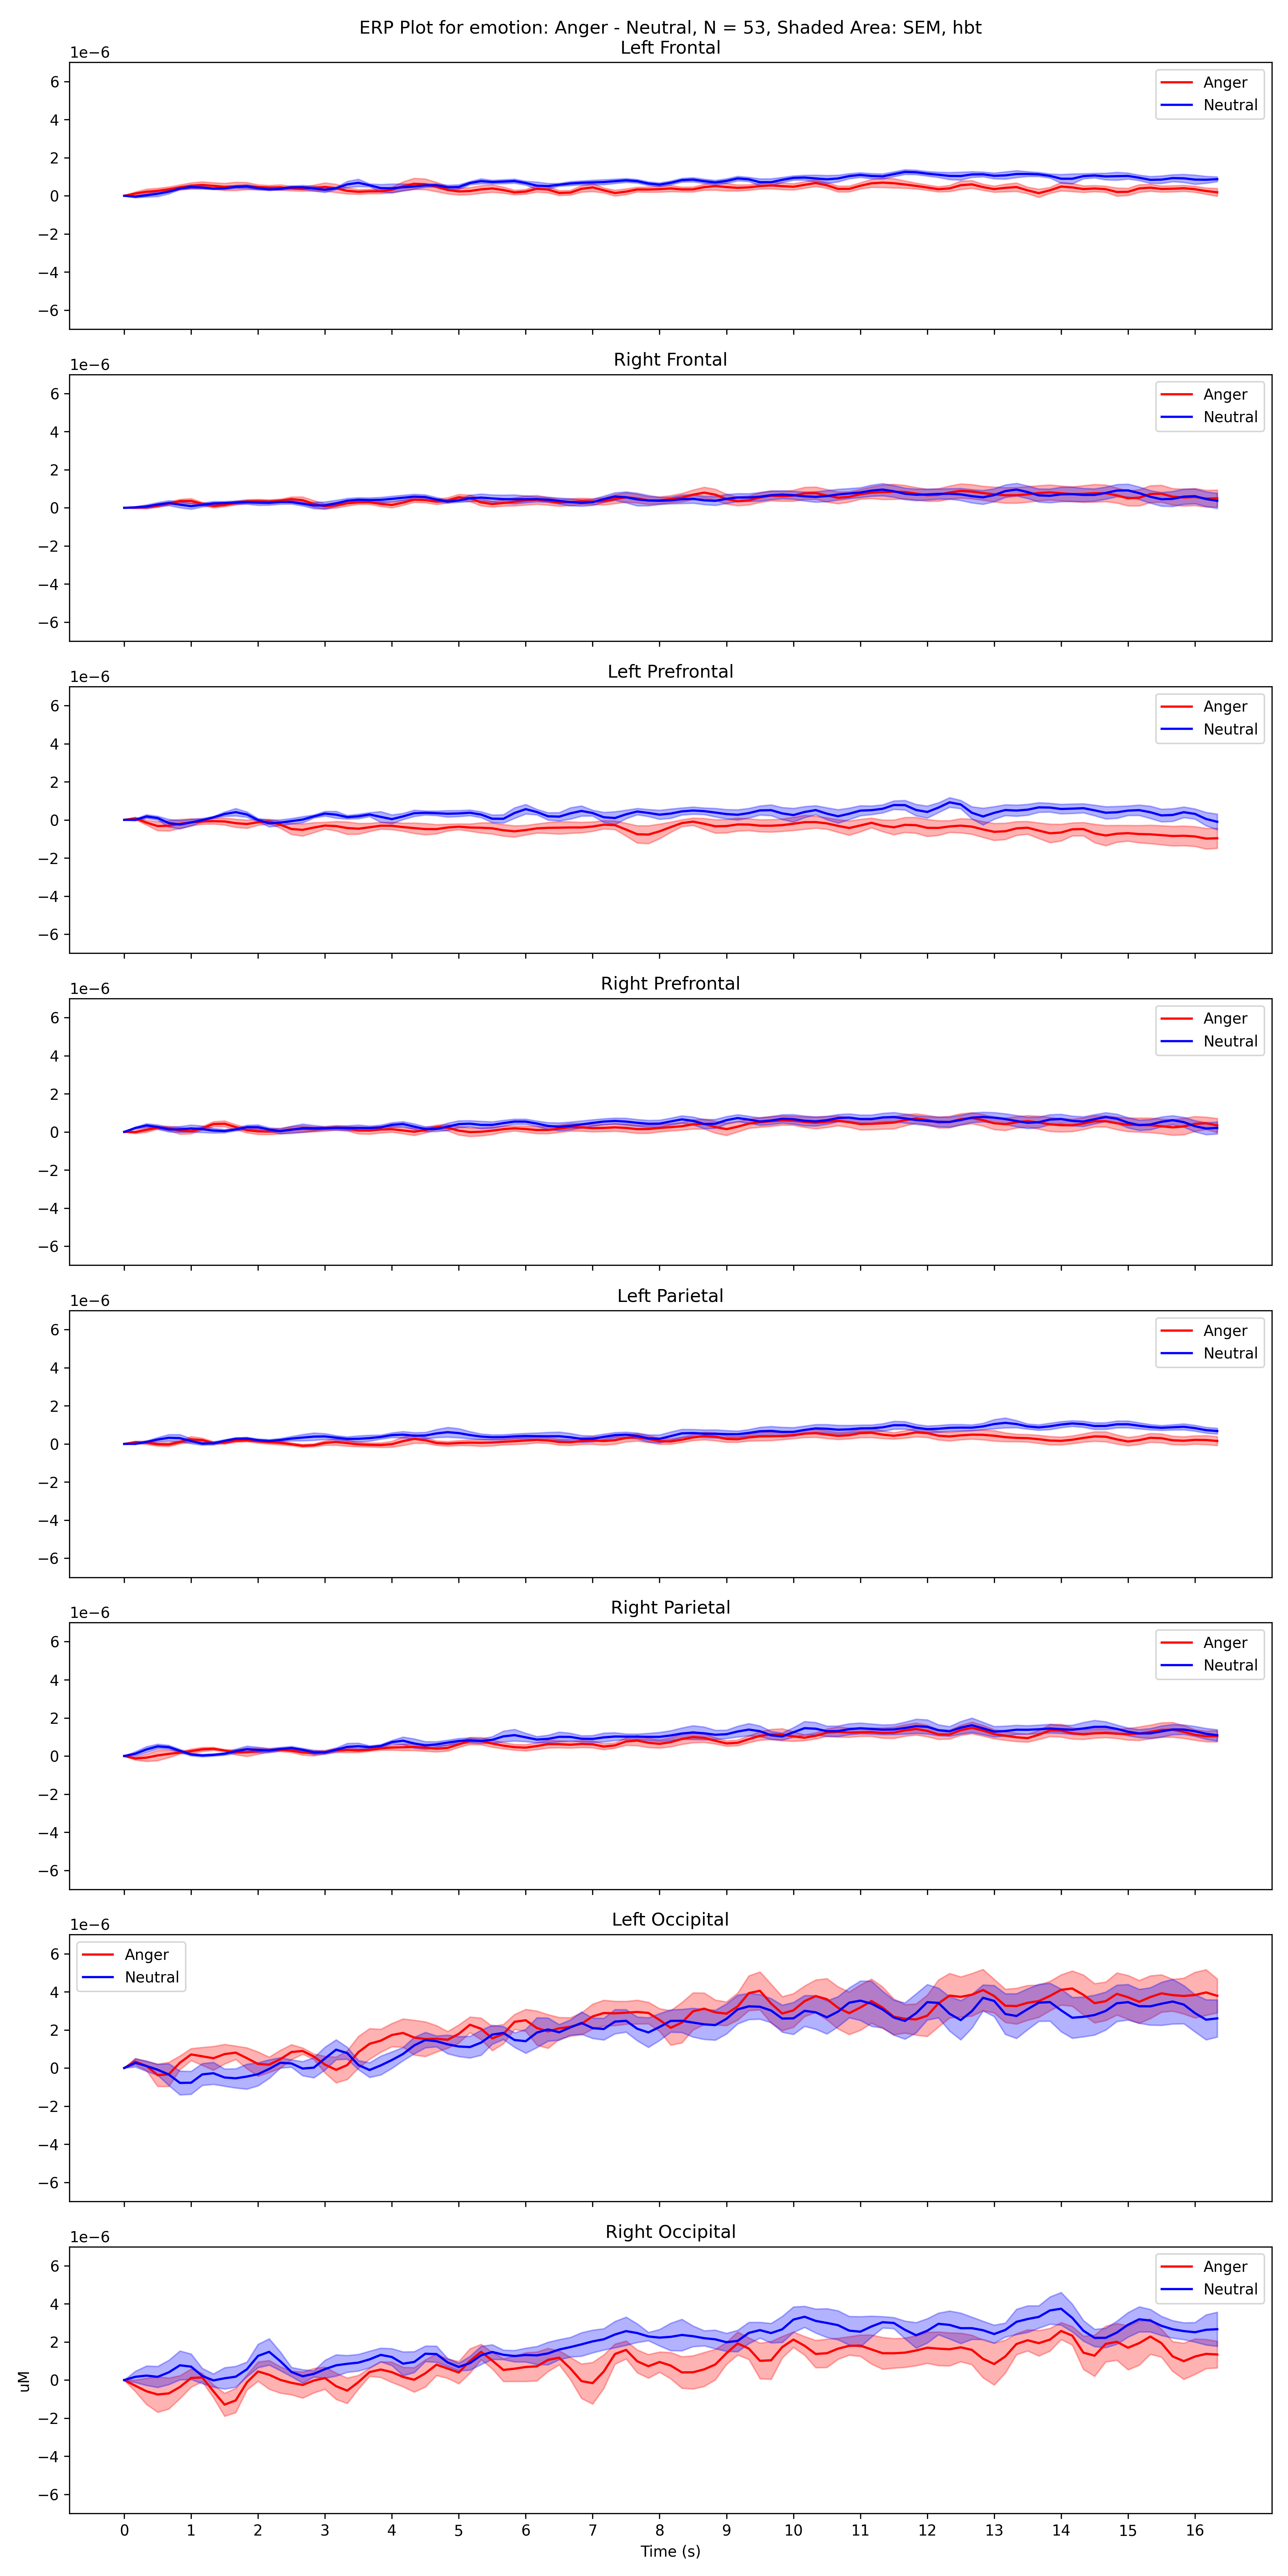 ERP Plot for emotion: Anger - Neutral, N = 53, Shaded Area: SEM, hbt
Left Frontal
1e−6
6
4
2
0
−2
−4
−6
Anger
Neutral
Right Frontal
1e−6
6
4
2
0
−2
−4
−6
Anger
Neutral
Left Prefrontal
1e−6
6
4
2
0
−2
−4
−6
Anger
Neutral
Right Prefrontal
1e−6
6
4
2
0
−2
−4
−6
Anger
Neutral
Left Parietal
1e−6
6
4
2
0
−2
−4
−6
Anger
Neutral
Right Parietal
1e−6
6
4
2
0
−2
−4
−6
Anger
Neutral
Left Occipital
1e−6
6
4
2
0
−2
−4
−6
Anger
Neutral
Right Occipital
1e−6
6
4
2
0
−2
−4
−6
Anger
Neutral
uM
0 1 2 3 4 5 6 7 8 9 10 11 12 13 14 15 16
Time (s)